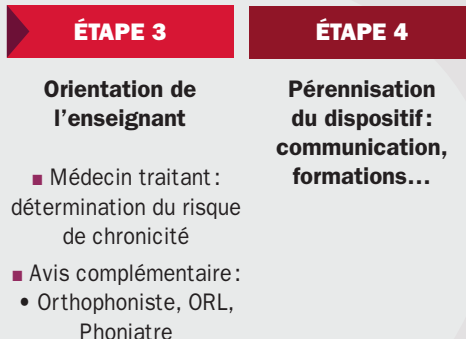 ÉTAPE 3
Orientation de
l’enseignant
■ Médecin traitant :
détermination du risque
de chronicité
■ Avis complémentaire :
• Orthophoniste, ORL,
Phoniatre
ÉTAPE 4
Pérennisation
du dispositif :
communication,
formations…